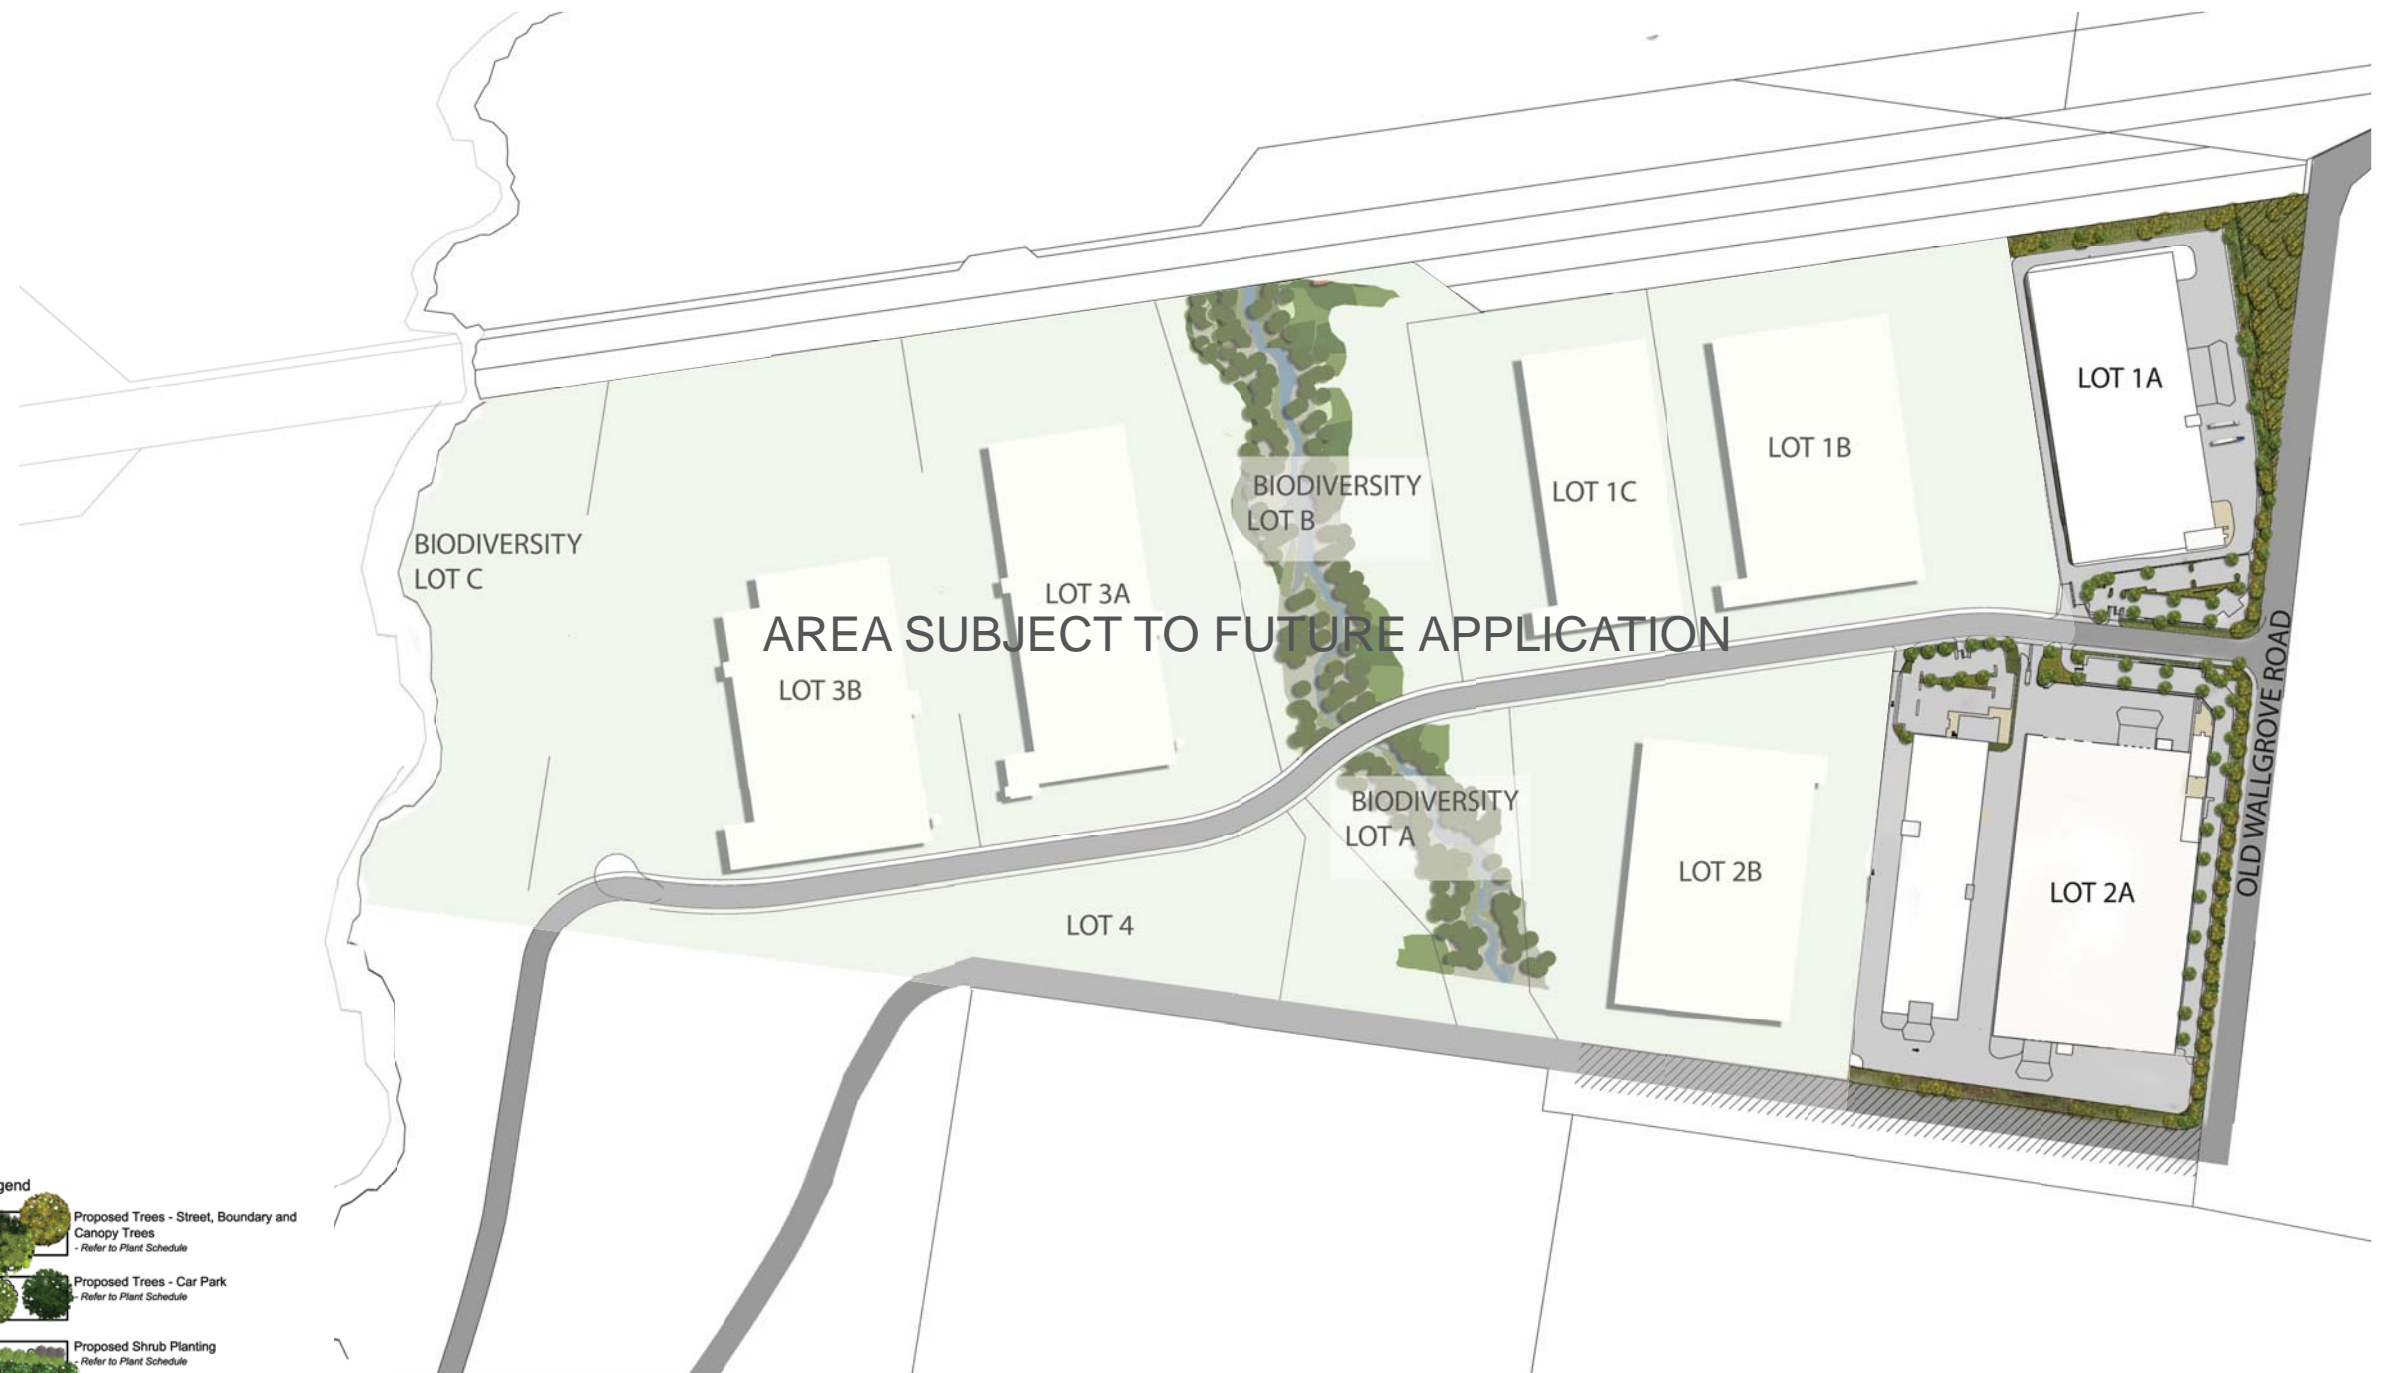 LOT 1A
LOT 1B
LOT 1C
BIODIVERSITY
LOT B
BIODIVERSITY
LOT C
LOT 3A
AREA SUBJECT TO FUTURE APPLICATION
LOT 3B
OLD WALLGROVE ROAD
BIODIVERSITY
LOT A
LOT 2B
LOT 2A
LOT 4
gend
Proposed Trees - Street, Boundary and
Canopy Trees
- Refer to Plant Schedule
Proposed Trees - Car Park
- Refer to Plant Schedule
Proposed Shrub Planting
- Refer to Plant Schedule